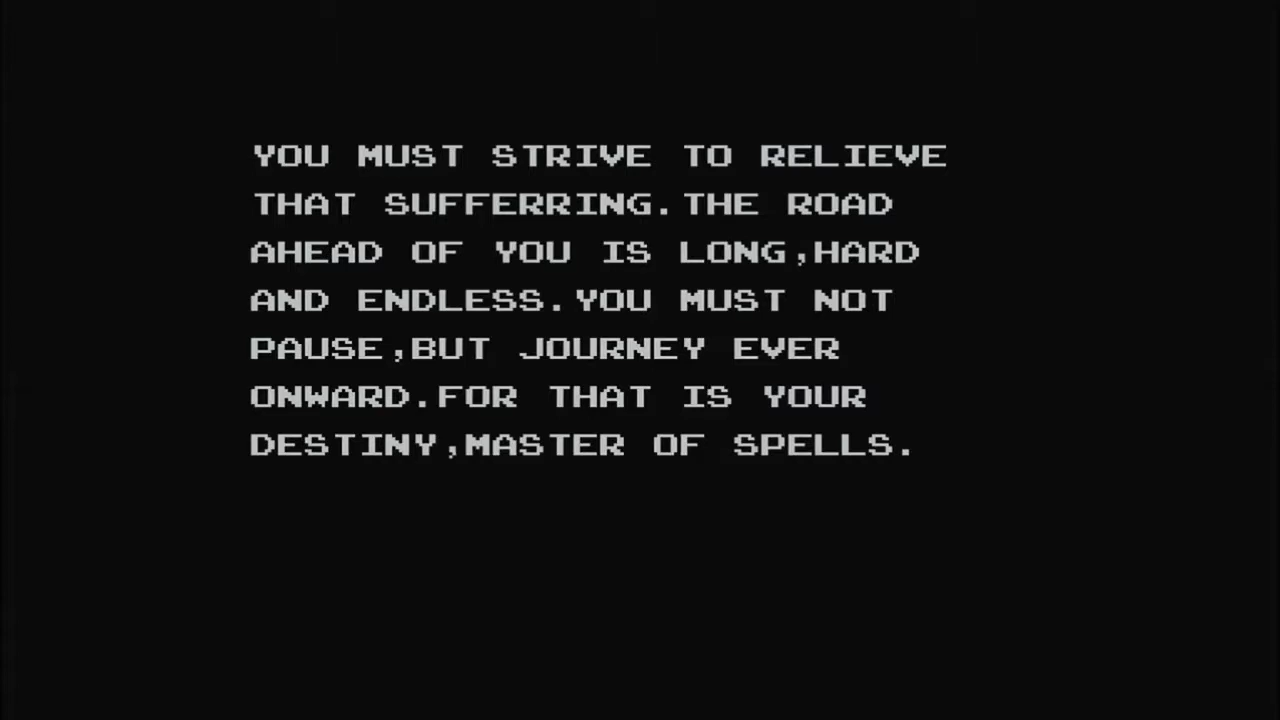 YOU MUST STRIVE TO RELIEVE
THAT SUFFERRING.THE ROAD
AHEAD OF YOU IS LONG,HARD
AND ENDLESS.YOU MUST NOT
PAUSE,BUT JOURNEY EVER
ONWARD.FOR THAT IS YOUR
DESTINY,MASTER OF SPELLS.